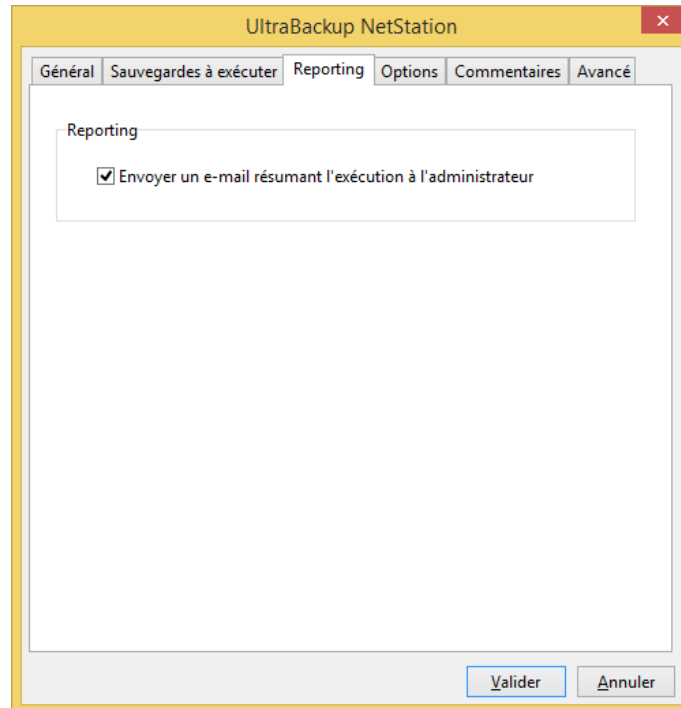 UltraBackup NetStation
Général Sauvegardes à exécuter Reporting Options Commentaires Avancé
Reporting
Envoyer un e-mail résumant l'exécution à l'administrateur
Valider Annuler